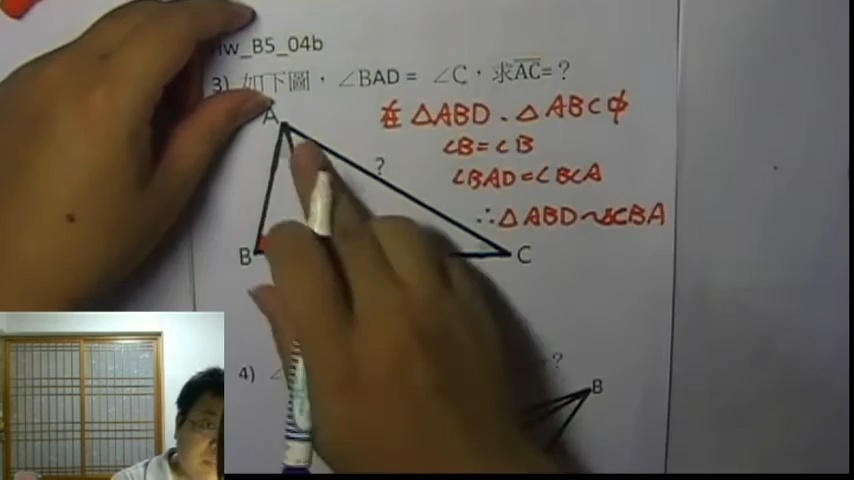 Hw_B5_04b
3) 如下圖，∠BAD = ∠C，求AC=？
在 △ABD、△ABC中
A
∠B=∠B
?
∠BAD=∠BCA
∴△ABD~△CBA
B
C
4) ∠
?
B